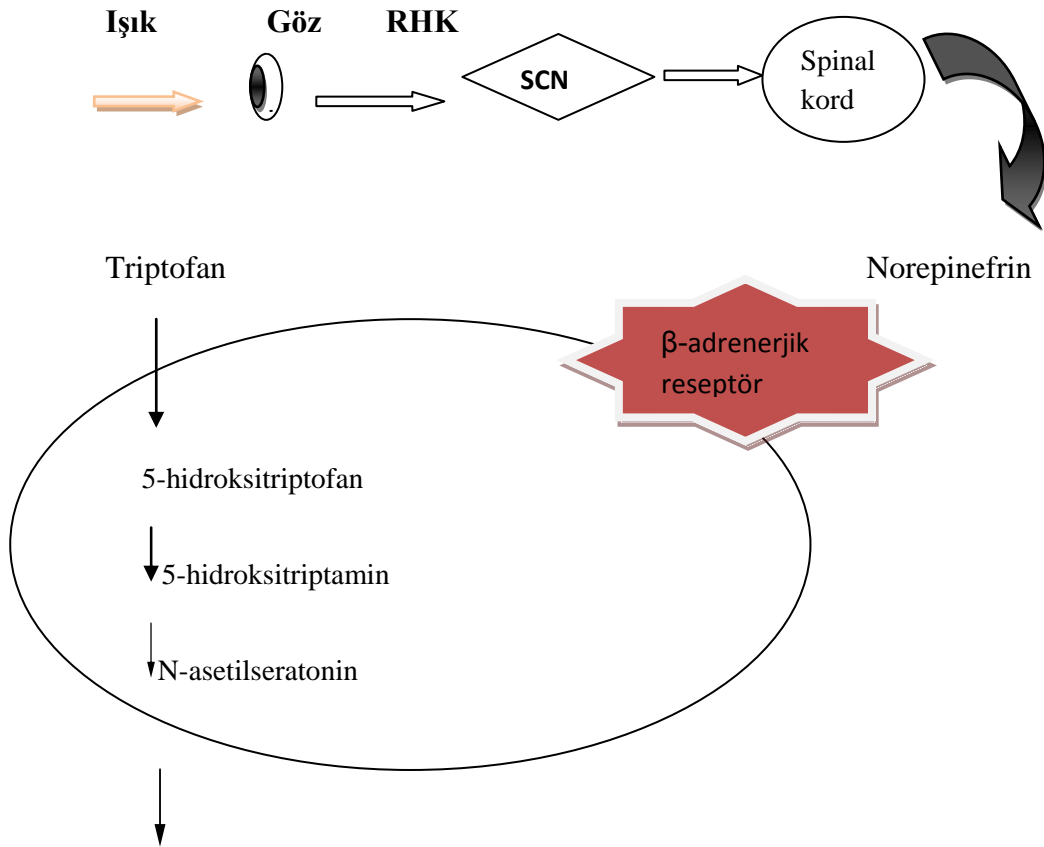 Işık Göz RHK
SCN
Spinal
kord
Triptofan Norepinefrin
β-adrenerjik
reseptör
5-hidroksitriptofan
5-hidroksitriptamin
N-asetilseratonin